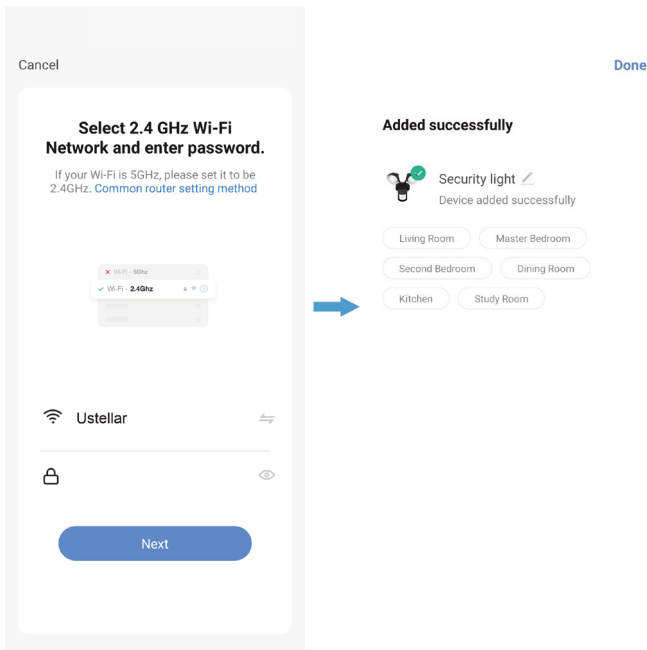 Cancel
Select 2.4 GHz Wi-Fi
Network and enter password.
If your Wi-Fi is 5GHz, please set it to be
2.4GHz. Common router setting method
Wi-Fi - 5Ghz
Wi-Fi - 2.4Ghz
Ustellar
Next
Done
Added successfully
Security light
Device added successfully
Living Room
Master Bedroom
Second Bedroom
Dining Room
Kitchen
Study Room